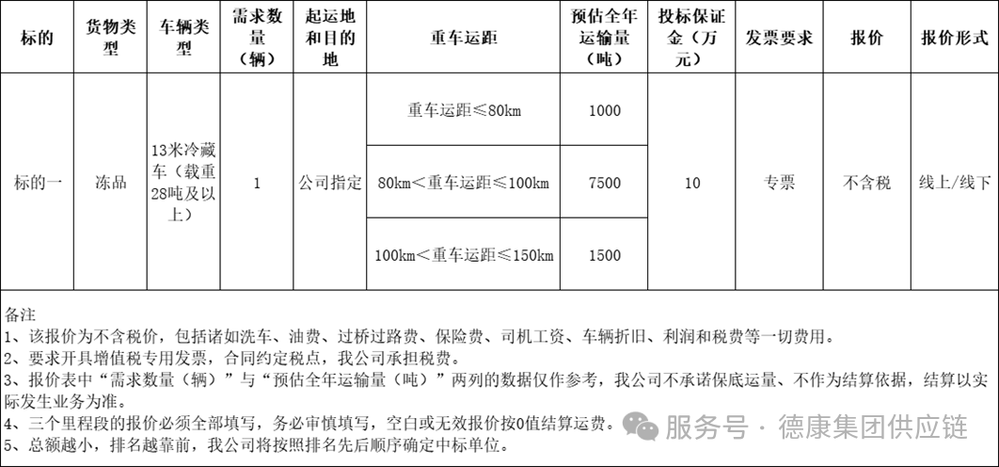 标的
货物类型
车辆类型
需求数量（辆）
起运地和目的地
重车运距
预估全年运输量（吨）
投标保证金（万元）
发票要求
报价
报价形式
标的一
冻品
13米冷藏车（载重28吨及以上）
1
公司指定
重车运距≤80km
1000
80km＜重车运距≤100km
7500
100km＜重车运距≤150km
1500
10
专票
不含税
线上/线下
备注
1、该报价为不含税价，包括诸如洗车、油费、过桥过路费、保险费、司机工资、车辆折旧、利润和税费等一切费用。
2、要求开具增值税专用发票，合同约定税点，我公司承担税费。
3、报价表中“需求数量（辆）”与“预估全年运输量（吨）”两列的数据仅作参考，我公司不承诺保底运量、不作为结算依据，结算以实
际发生业务为准。
4、三个里程段的报价必须全部填写，务必审慎填写，空白或无效报价按0值结算运费。
5、总额越小，排名越靠前，我公司将按照排名先后顺序确定中标单位。
服务号 · 德康集团供应链